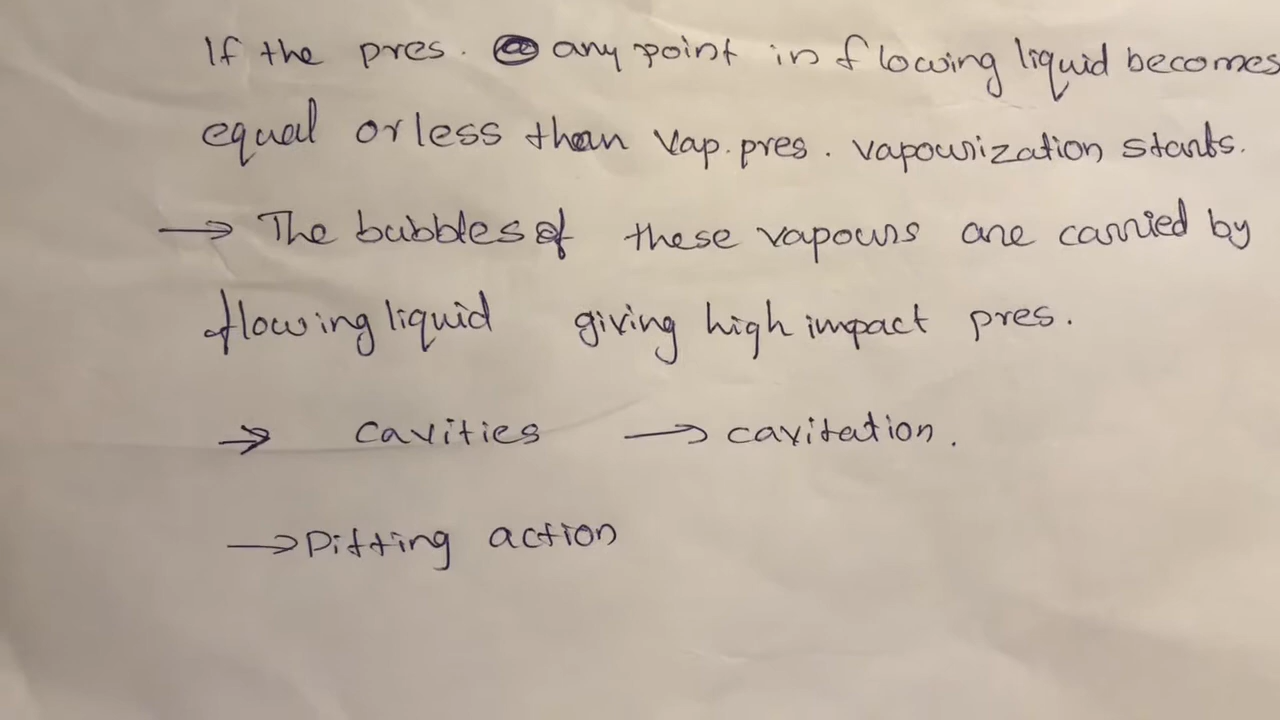 If the pres. @ any point in flowing liquid becomes
equal or less than vap. pres. vapourization starts.
→ The bubbles of these vapours are carried by
flowing liquid giving high impact pres.
→ cavities → cavitation.
→ Pitting action